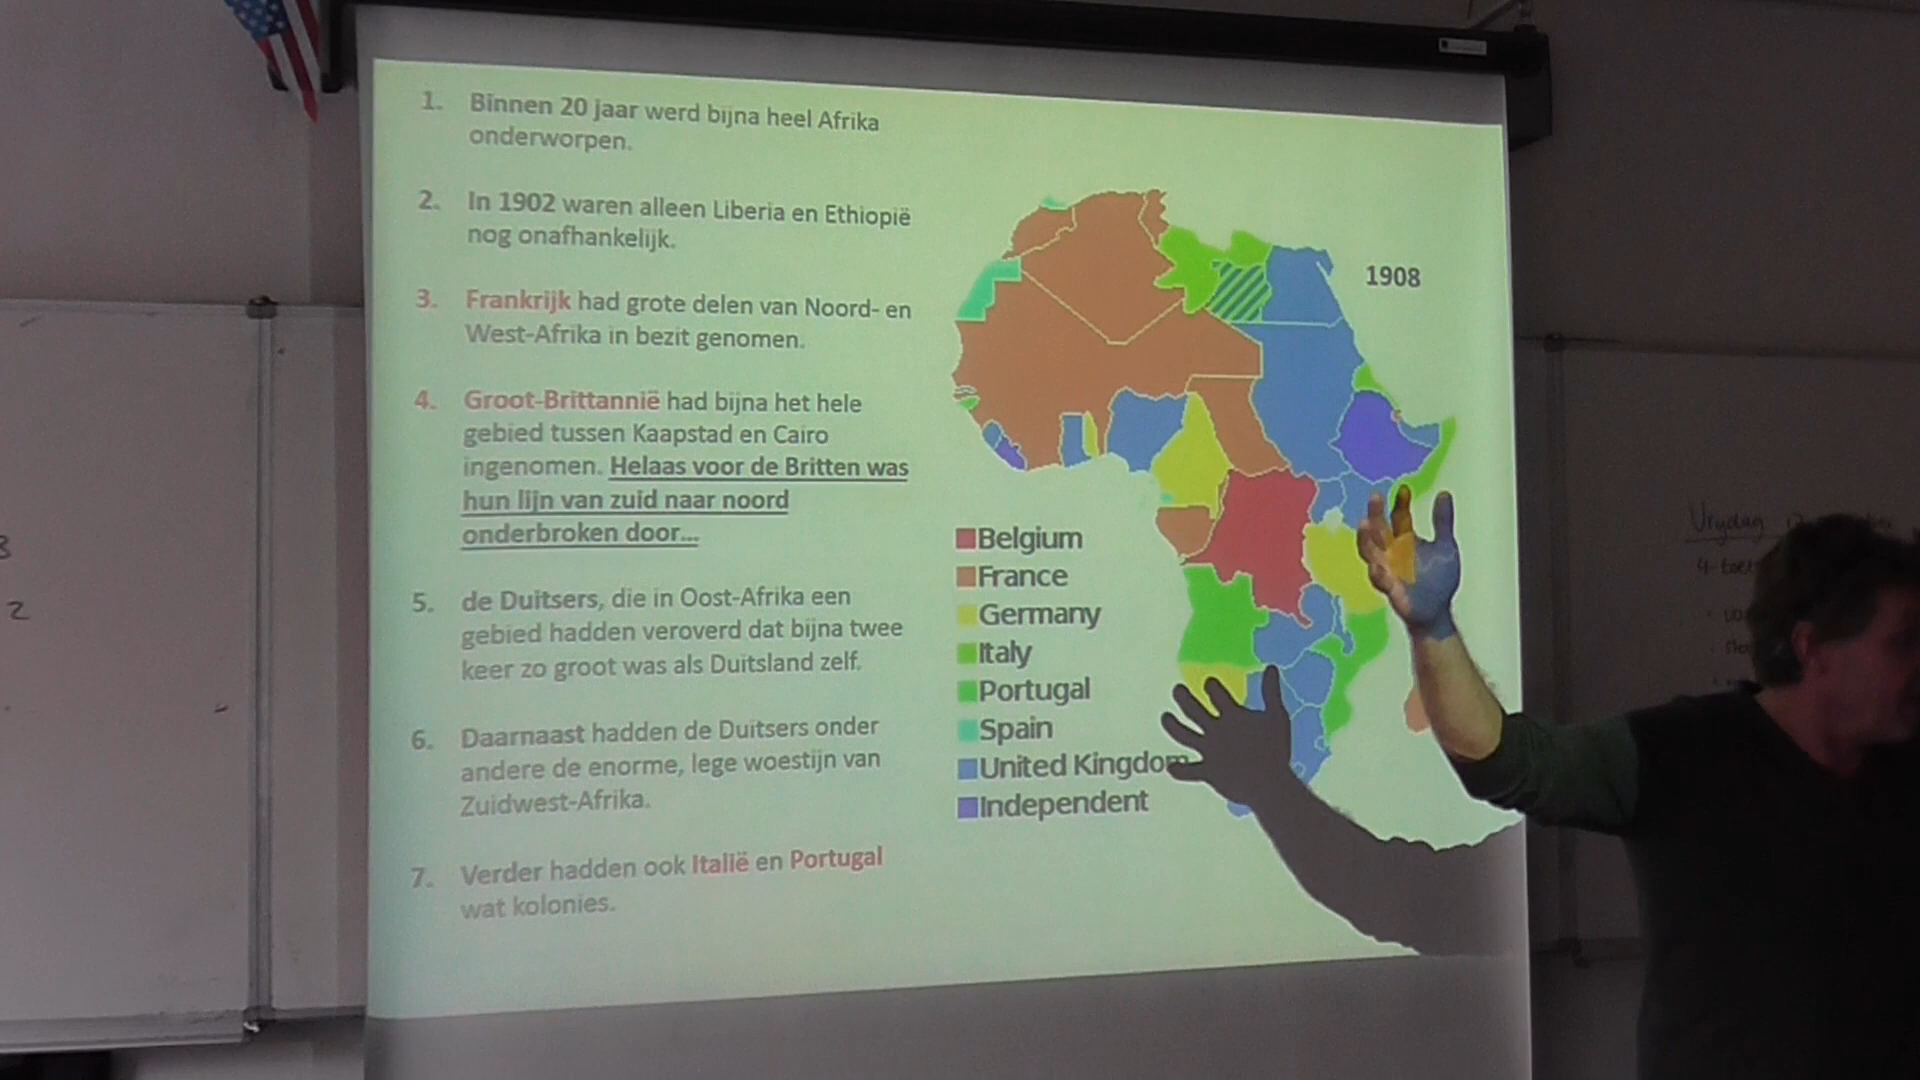 1. Binnen 20 jaar werd bijna heel Afrika
onderworpen.
2. In 1902 waren alleen Liberia en Ethiopië
nog onafhankelijk.
3. Frankrijk had grote delen van Noord- en
West-Afrika in bezit genomen.
4. Groot-Brittannië had bijna het hele
gebied tussen Kaapstad en Cairo
ingenomen. Helaas voor de Britten was
hun lijn van zuid naar noord
onderbroken door...
5. de Duitsers, die in Oost-Afrika een
gebied hadden veroverd dat bijna twee
keer zo groot was als Duitsland zelf.
6. Daarnaast hadden de Duitsers onder
andere de enorme, lege woestijn van
Zuidwest-Afrika.
7. Verder hadden ook Italië en Portugal
wat kolonies.
1908
Belgium
France
Germany
Italy
Portugal
Spain
United Kingdom
Independent
Vrijdag
2